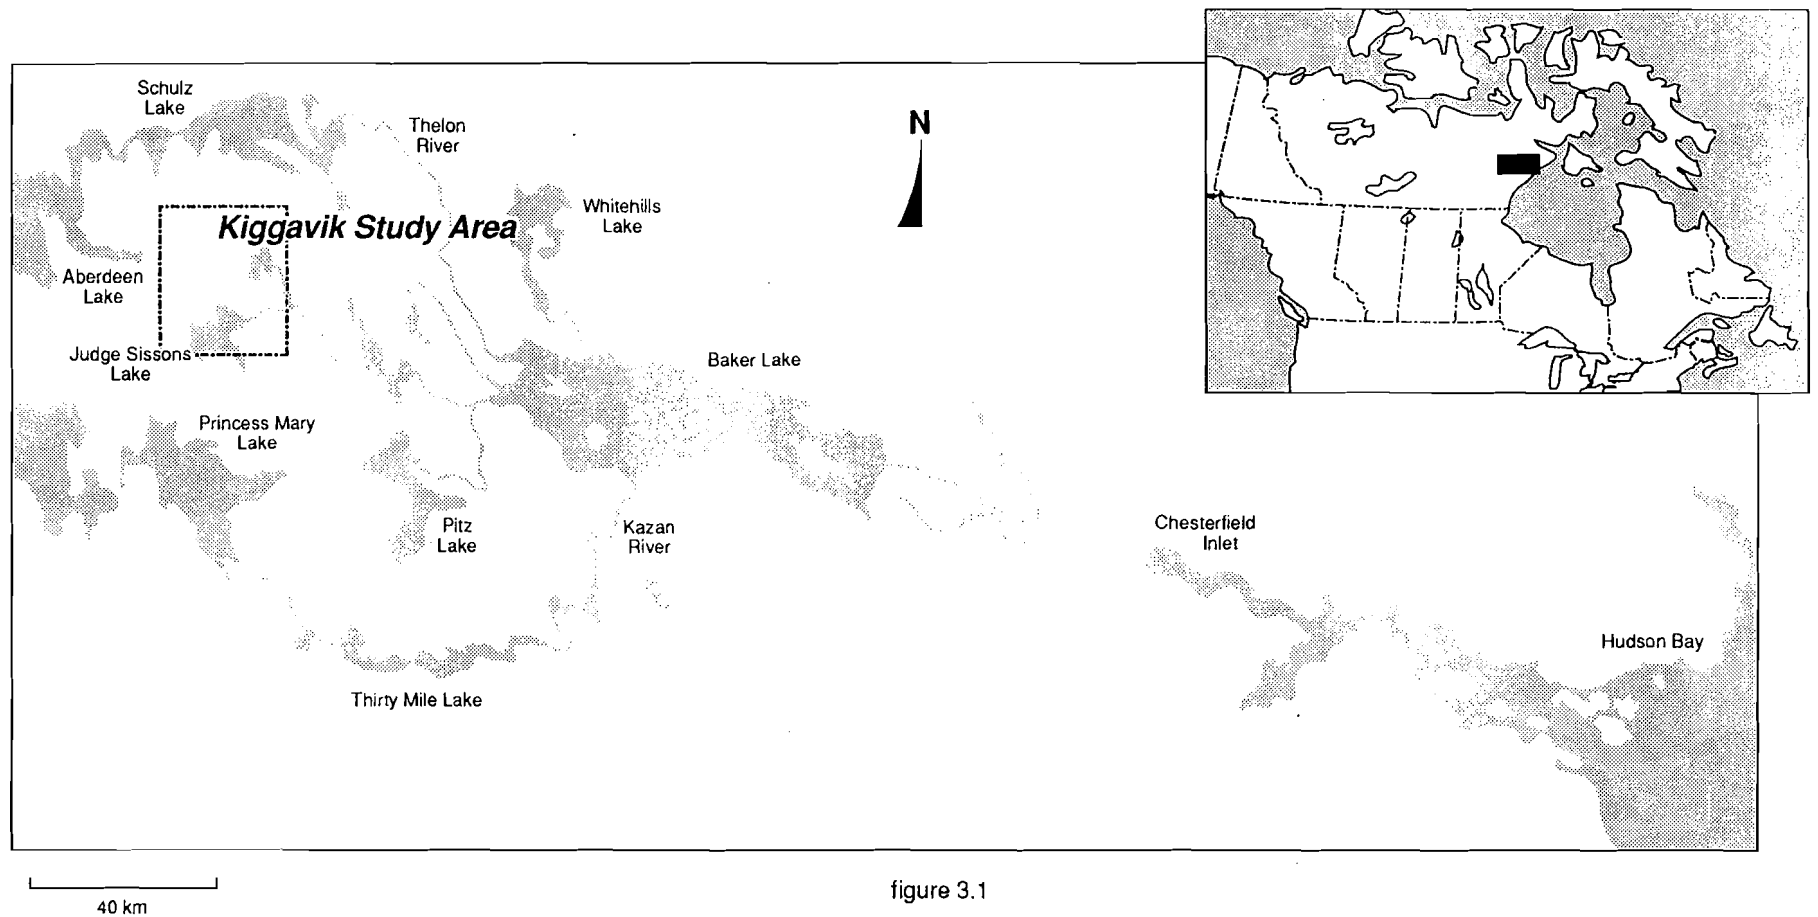 Schulz
Lake
Thelon
River
N
Whitehills
Lake
Kiggavik Study Area
Aberdeen
Lake
Judge Sissons
Lake
Baker Lake
Princess Mary
Lake
Pitz
Lake
Kazan
River
Chesterfield
Inlet
Hudson Bay
Thirty Mile Lake
40 km
figure 3.1